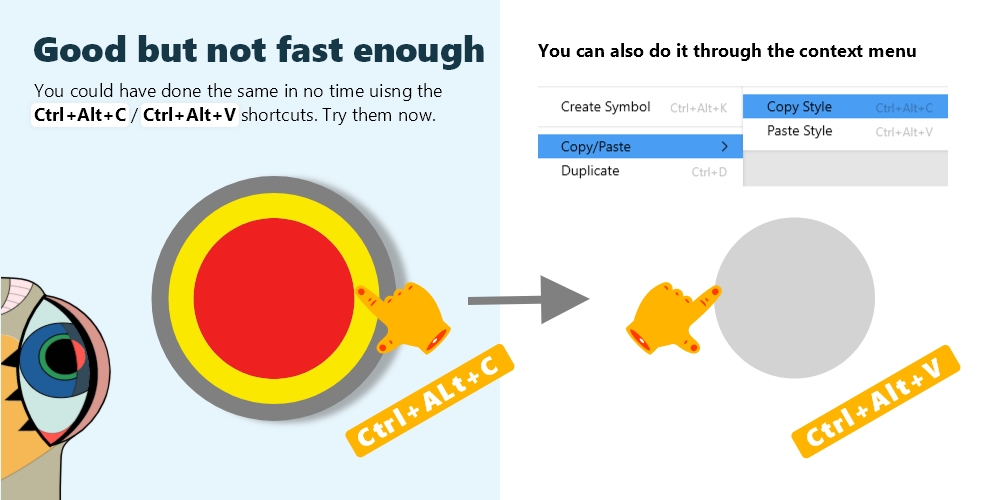 Good but not fast enough
You could have done the same in no time uisng the
Ctrl+Alt+C / Ctrl+Alt+V shortcuts. Try them now.
You can also do it through the context menu
Create Symbol Ctrl+Alt+K
Copy Style Ctrl+Alt+C
Paste Style Ctrl+Alt+V
Copy/Paste
Duplicate Ctrl+D
Ctrl+ALt+C
Ctrl+Alt+V